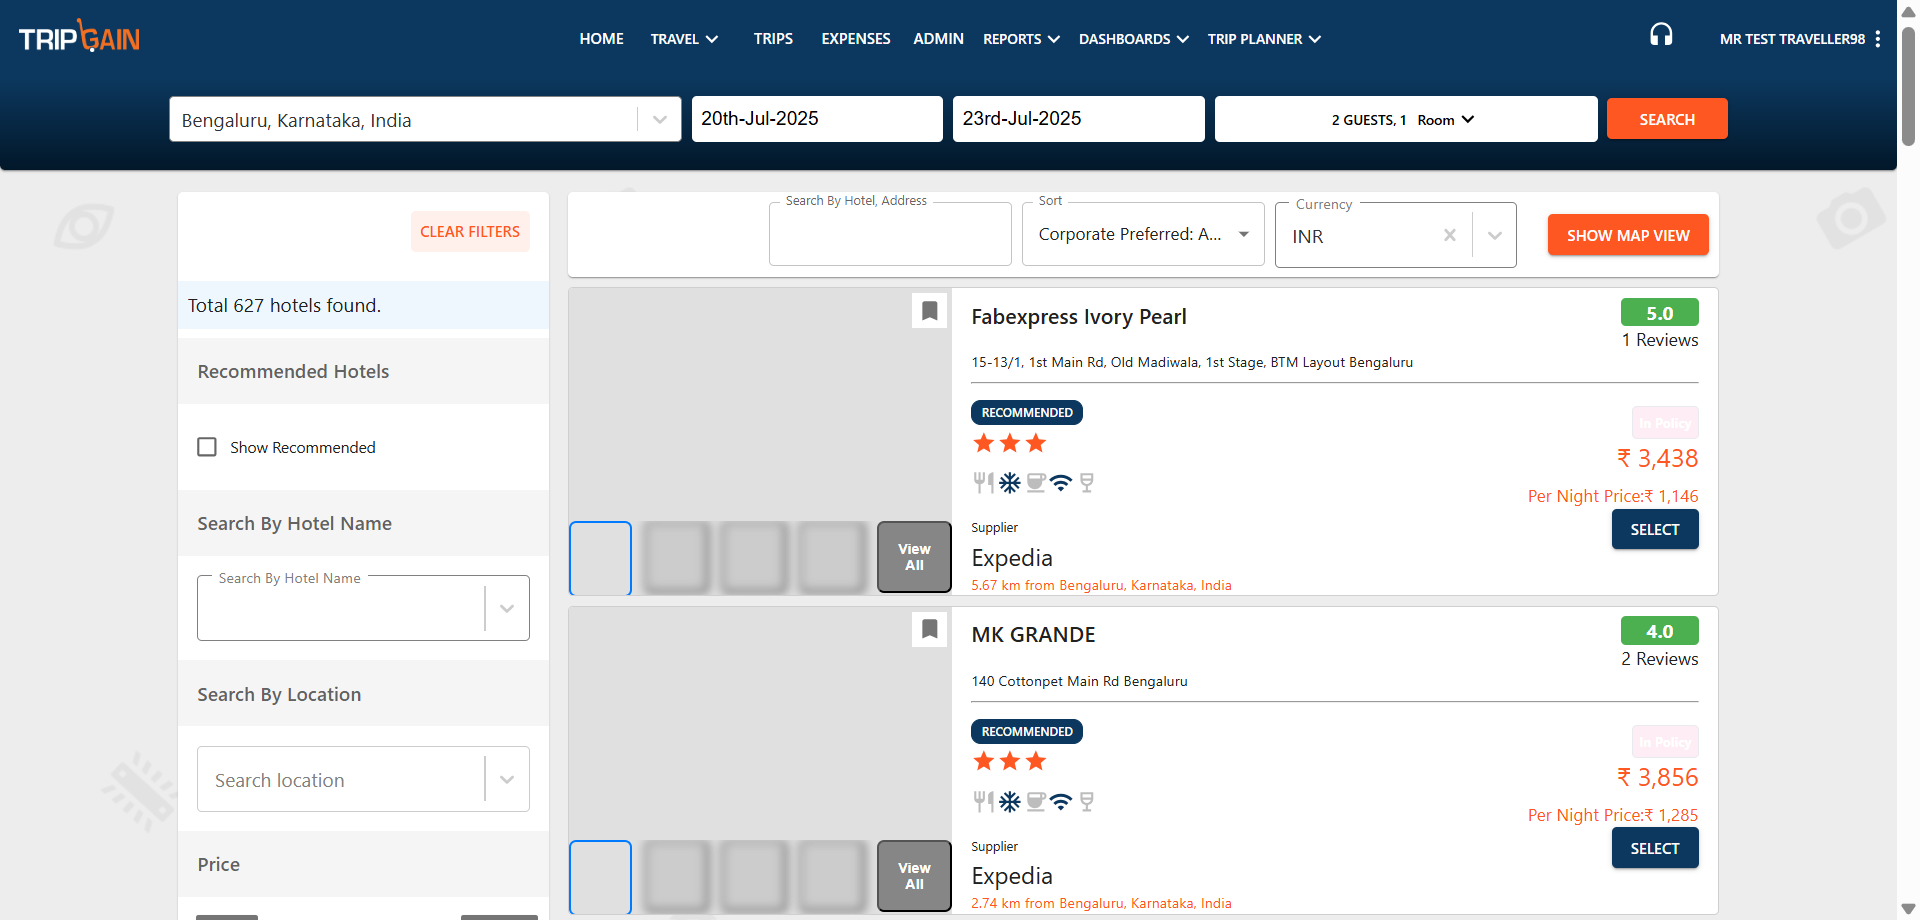 TRIPGAIN
HOME TRAVEL TRIPS EXPENSES ADMIN REPORTS DASHBOARDS TRIP PLANNER
MR TEST TRAVELLER98
Bengaluru, Karnataka, India
20th-Jul-2025
23rd-Jul-2025
2 GUESTS, 1 Room
SEARCH
CLEAR FILTERS
Total 627 hotels found.
Recommended Hotels
Show Recommended
Search By Hotel Name
Search By Hotel Name
Search By Location
Search location
Price
Search By Hotel, Address
Sort
Corporate Preferred: A...
Currency
INR
SHOW MAP VIEW
Fabexpress Ivory Pearl
5.0
1 Reviews
15-13/1, 1st Main Rd, Old Madiwala, 1st Stage, BTM Layout Bengaluru
RECOMMENDED
In Policy
₹ 3,438
Per Night Price:₹ 1,146
SELECT
View
All
Supplier
Expedia
5.67 km from Bengaluru, Karnataka, India
MK GRANDE
4.0
2 Reviews
140 Cottonpet Main Rd Bengaluru
RECOMMENDED
In Policy
₹ 3,856
Per Night Price:₹ 1,285
SELECT
View
All
Supplier
Expedia
2.74 km from Bengaluru, Karnataka, India